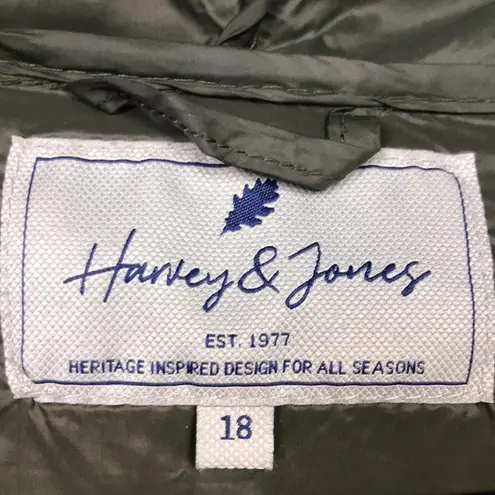 Harvey & Jones
EST. 1977
HERITAGE INSPIRED DESIGN FOR ALL SEASONS
18